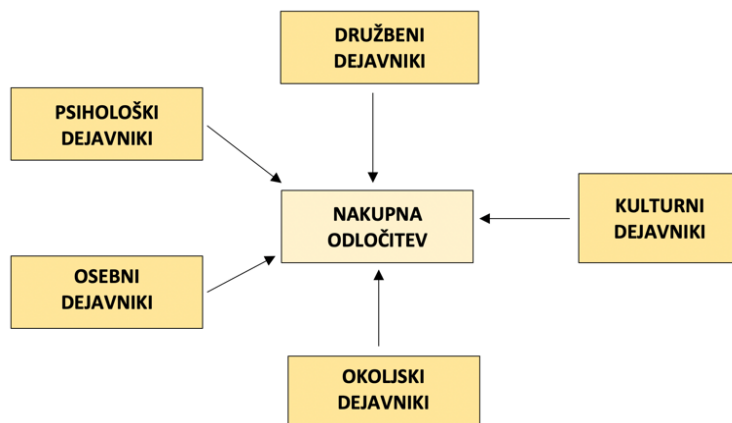 DRUŽBENI
DEJAVNIKI
PSIHOLOŠKI
DEJAVNIKI
NAKUPNA
ODLOČITEV
KULTURNI
DEJAVNIKI
OSEBNI
DEJAVNIKI
OKOLJSKI
DEJAVNIKI